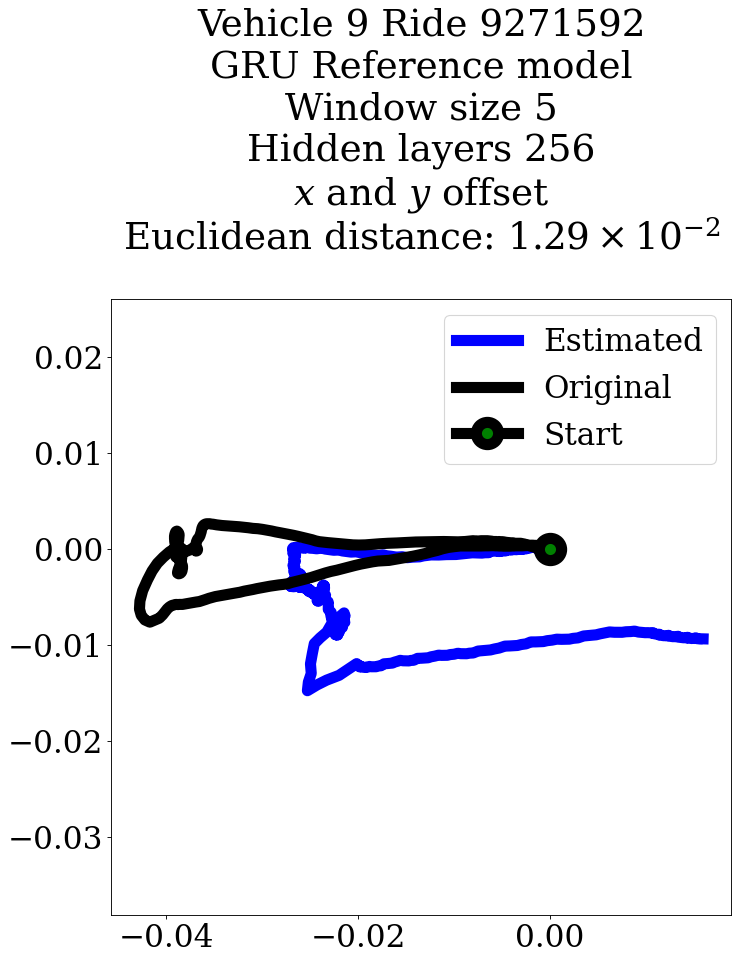 Vehicle 9 Ride 9271592
GRU Reference model
Window size 5
Hidden layers 256
x and y offset
Euclidean distance: 1.29 × 10⁻²
Estimated
Original
Start
0.02
0.01
0.00
−0.01
−0.02
−0.03
−0.04 −0.02 0.00